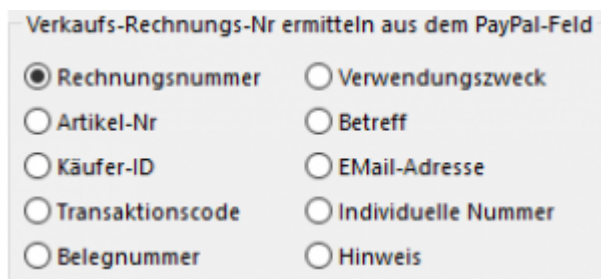 Verkaufs-Rechnungs-Nr ermitteln aus dem PayPal-Feld
Rechnungsnummer
Verwendungszweck
Artikel-Nr
Betreff
Käufer-ID
EMail-Adresse
Transaktionscode
Individuelle Nummer
Belegnummer
Hinweis